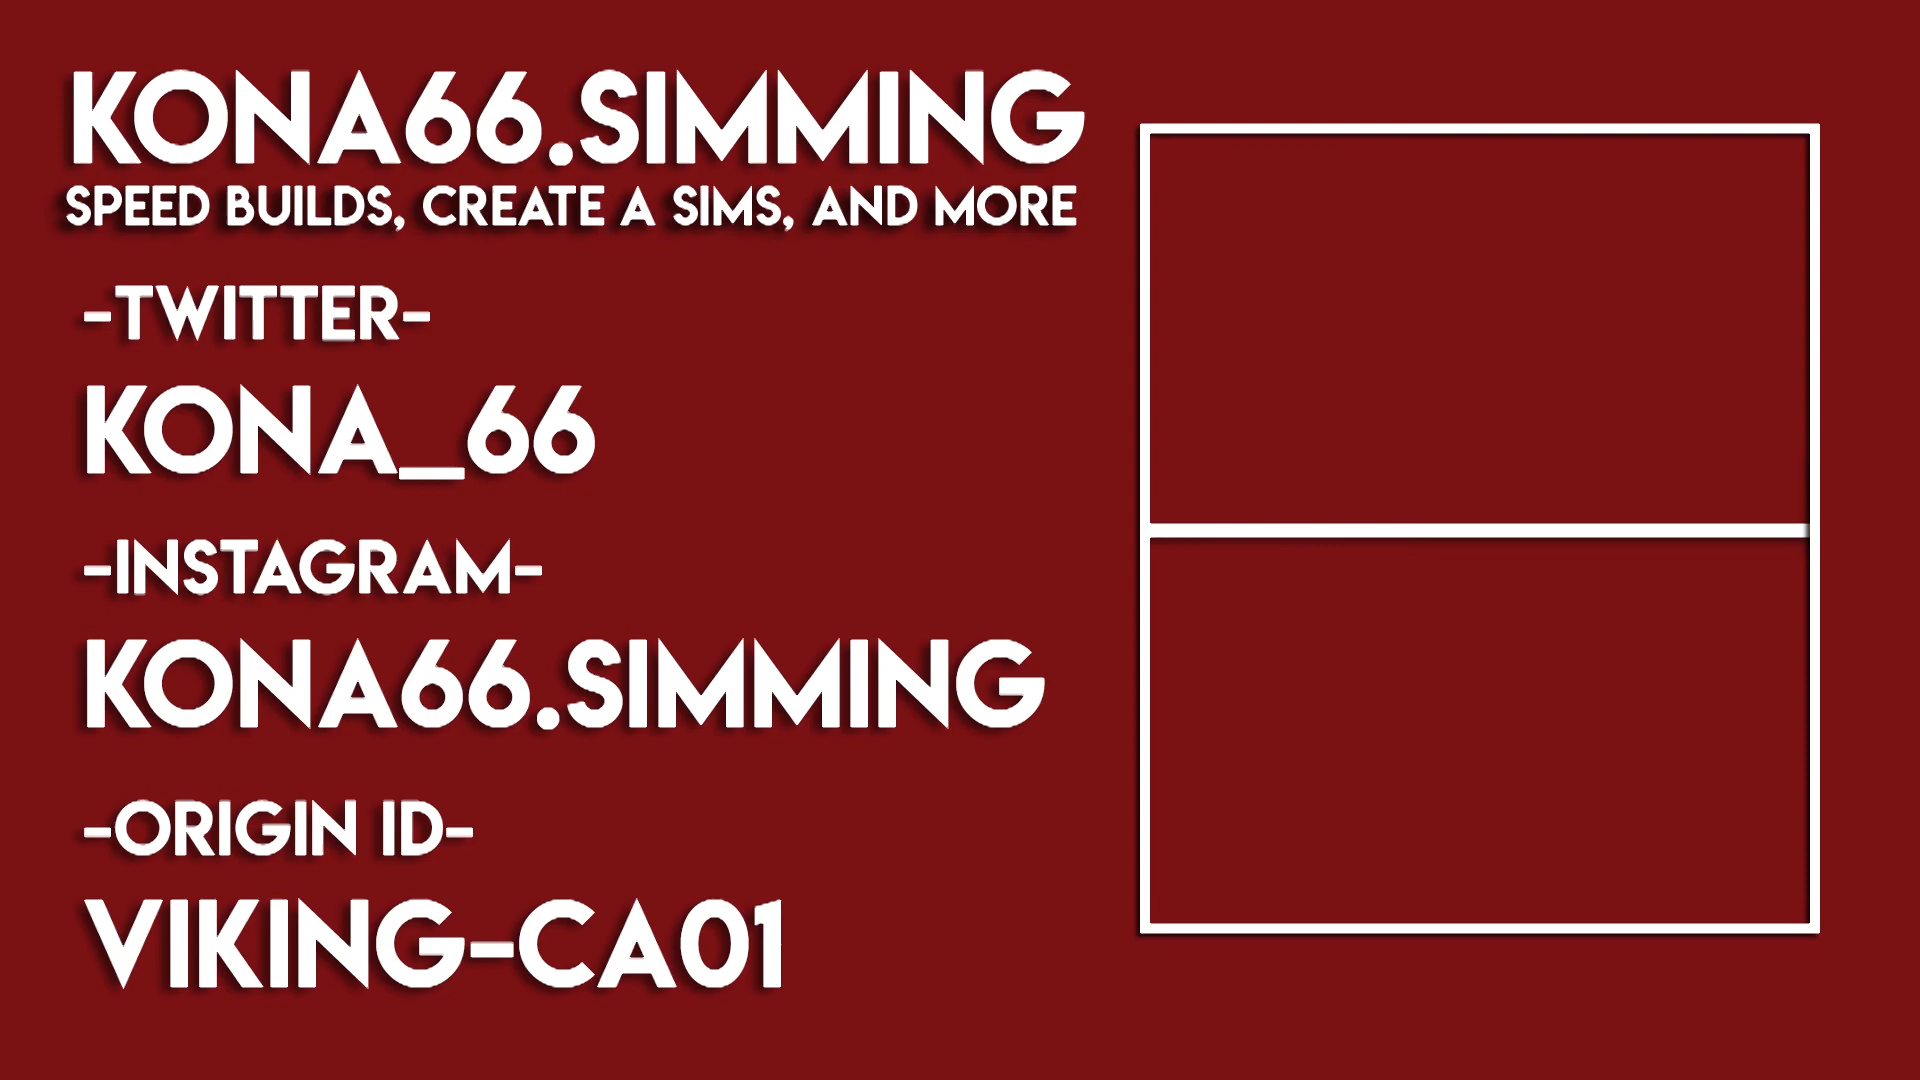 KONA66.SIMMING
SPEED BUILDS, CREATE A SIMS, AND MORE
-TWITTER-
KONA_66
-INSTAGRAM-
KONA66.SIMMING
-ORIGIN ID-
VIKING-CA01